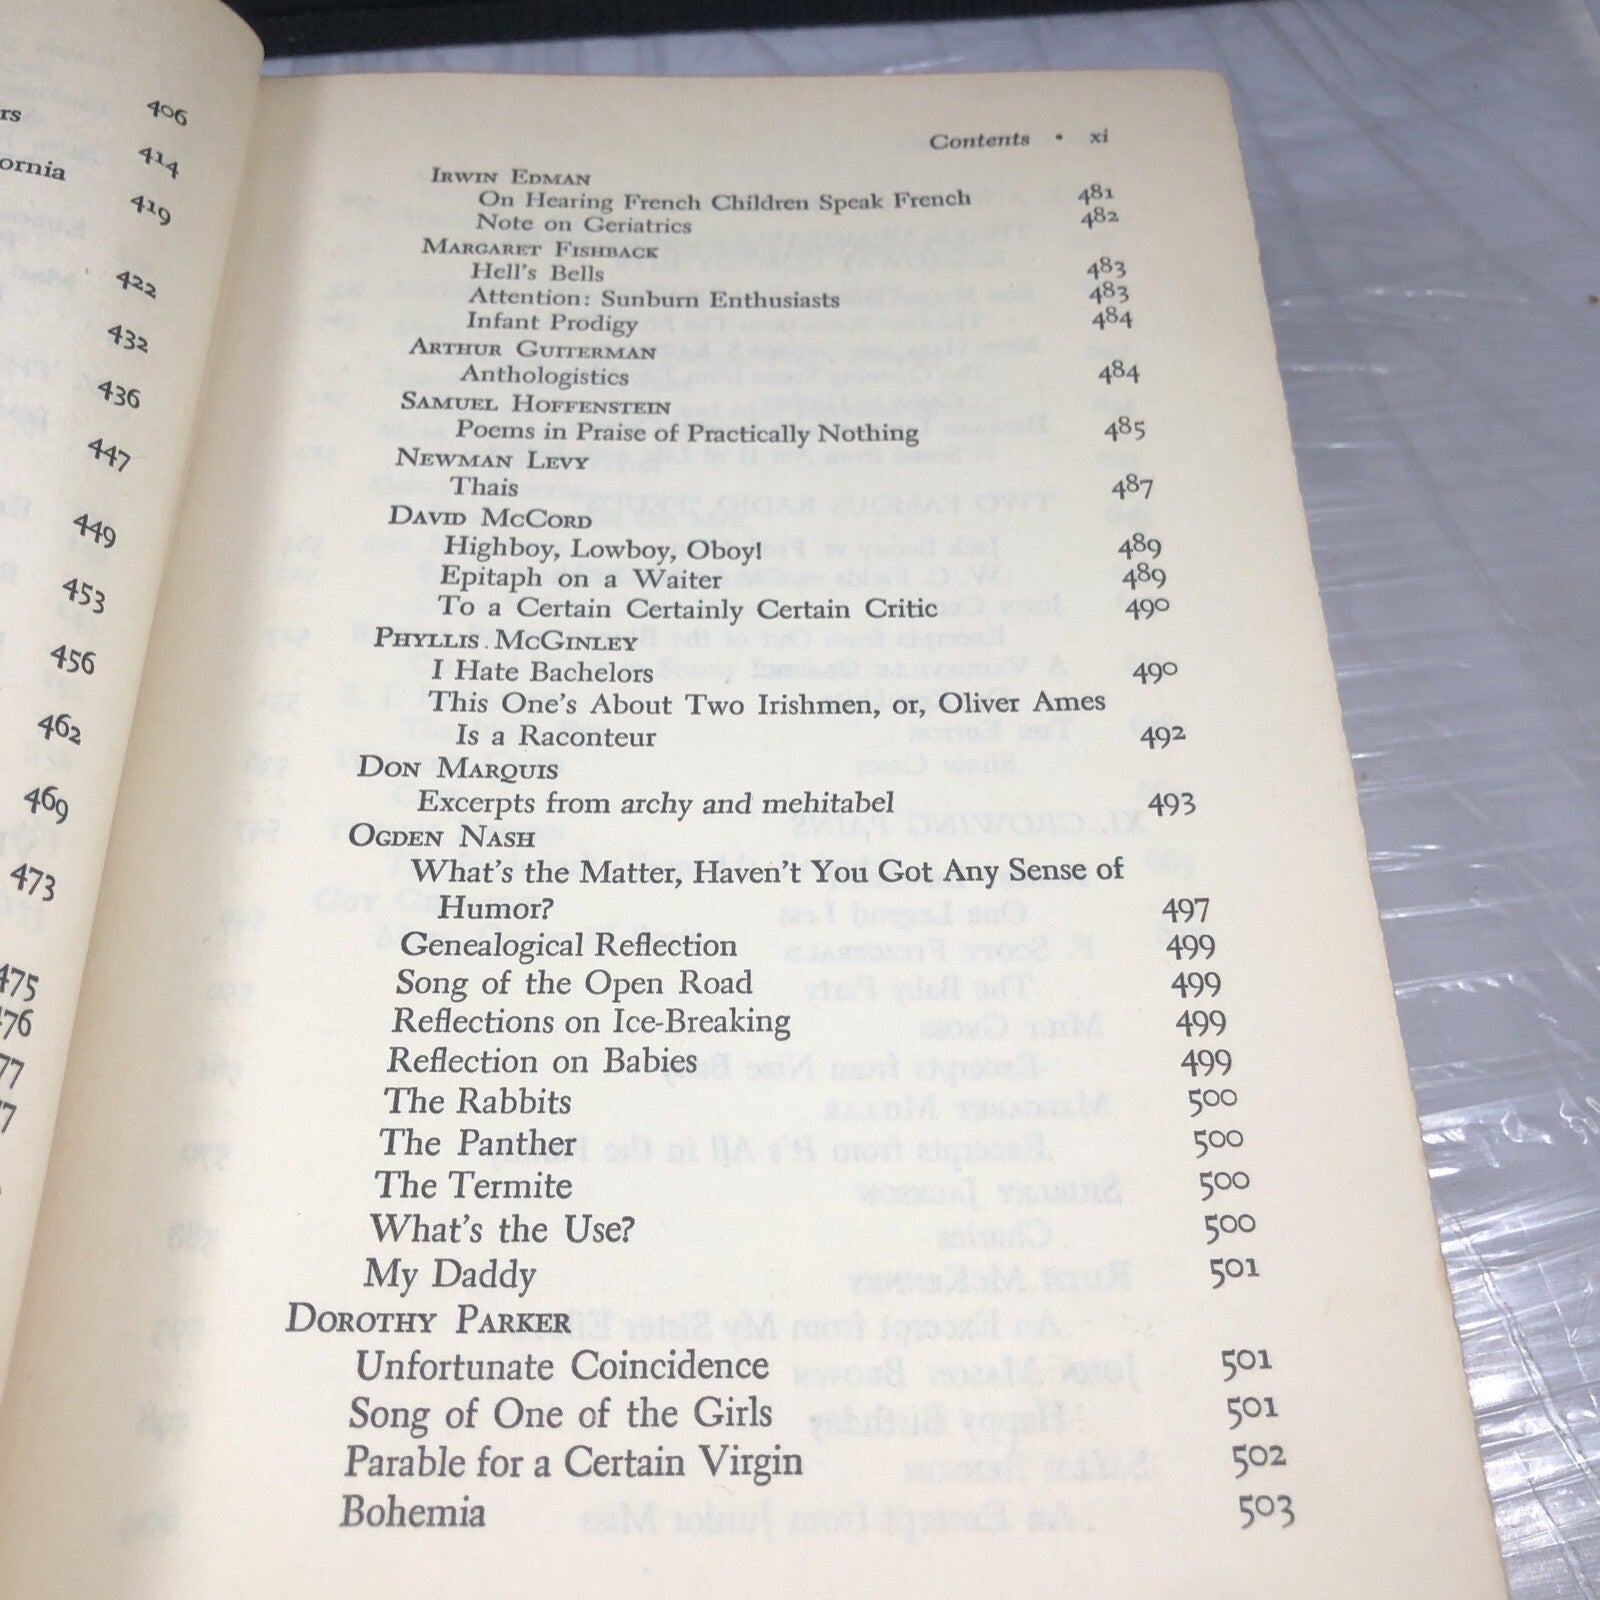 rs 406
ornia 414
419
422
432
436
447
449
453
456
462
469
473
475
476
77
Contents • xi
Irwin Edman
On Hearing French Children Speak French 481
Note on Geriatrics 482
Margaret Fishback
Hell's Bells 483
Attention: Sunburn Enthusiasts 483
Infant Prodigy 484
Arthur Guiterman
Anthologistics 484
Samuel Hoffenstein
Poems in Praise of Practically Nothing 485
Newman Levy
Thais 487
David McCord
Highboy, Lowboy, Oboy! 489
Epitaph on a Waiter 489
To a Certain Certainly Certain Critic 490
Phyllis McGinley
I Hate Bachelors 490
This One's About Two Irishmen, or, Oliver Ames
Is a Raconteur 492
Don Marquis
Excerpts from archy and mehitabel 493
Ogden Nash
What's the Matter, Haven't You Got Any Sense of
Humor? 497
Genealogical Reflection 499
Song of the Open Road 499
Reflections on Ice-Breaking 499
Reflection on Babies 499
The Rabbits 500
The Panther 500
The Termite 500
What's the Use? 500
My Daddy 501
Dorothy Parker
Unfortunate Coincidence 501
Song of One of the Girls 501
Parable for a Certain Virgin 502
Bohemia 503